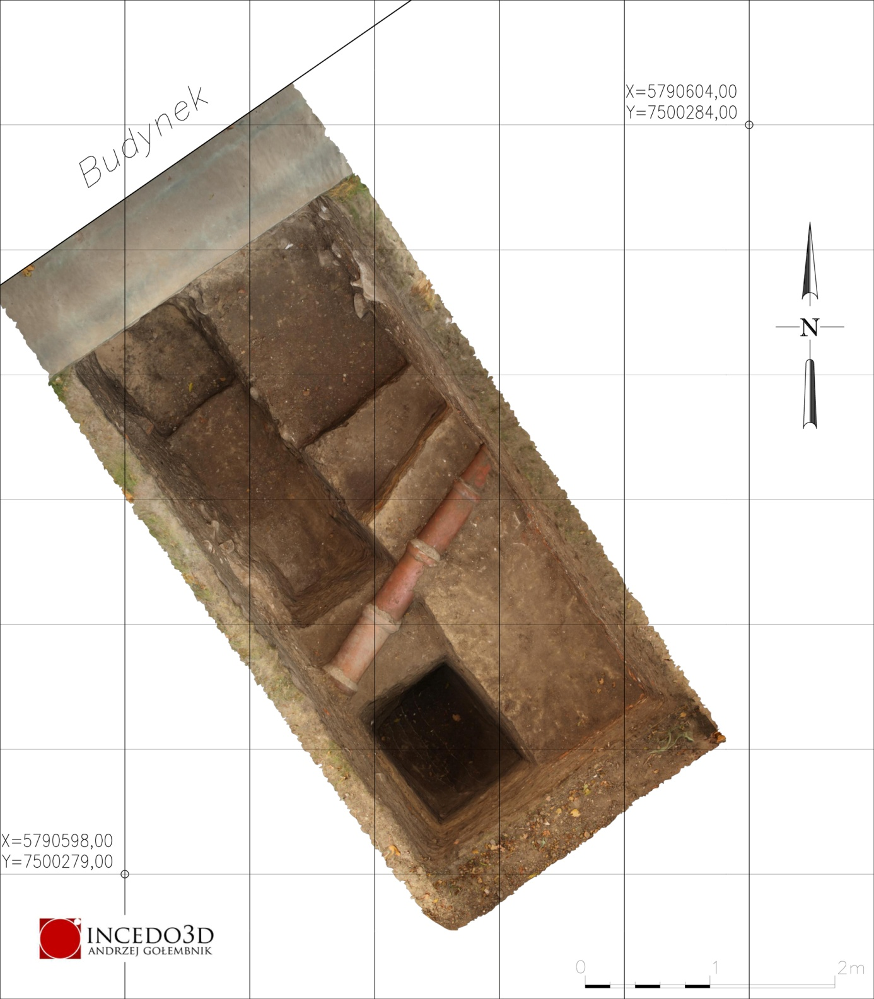 Budynek
X=5790604,00
Y=7500284,00
N
X=5790598,00
Y=7500279,00
INCEDO3D
ANDRZEJ GOŁEMBNIK
0 1 2m